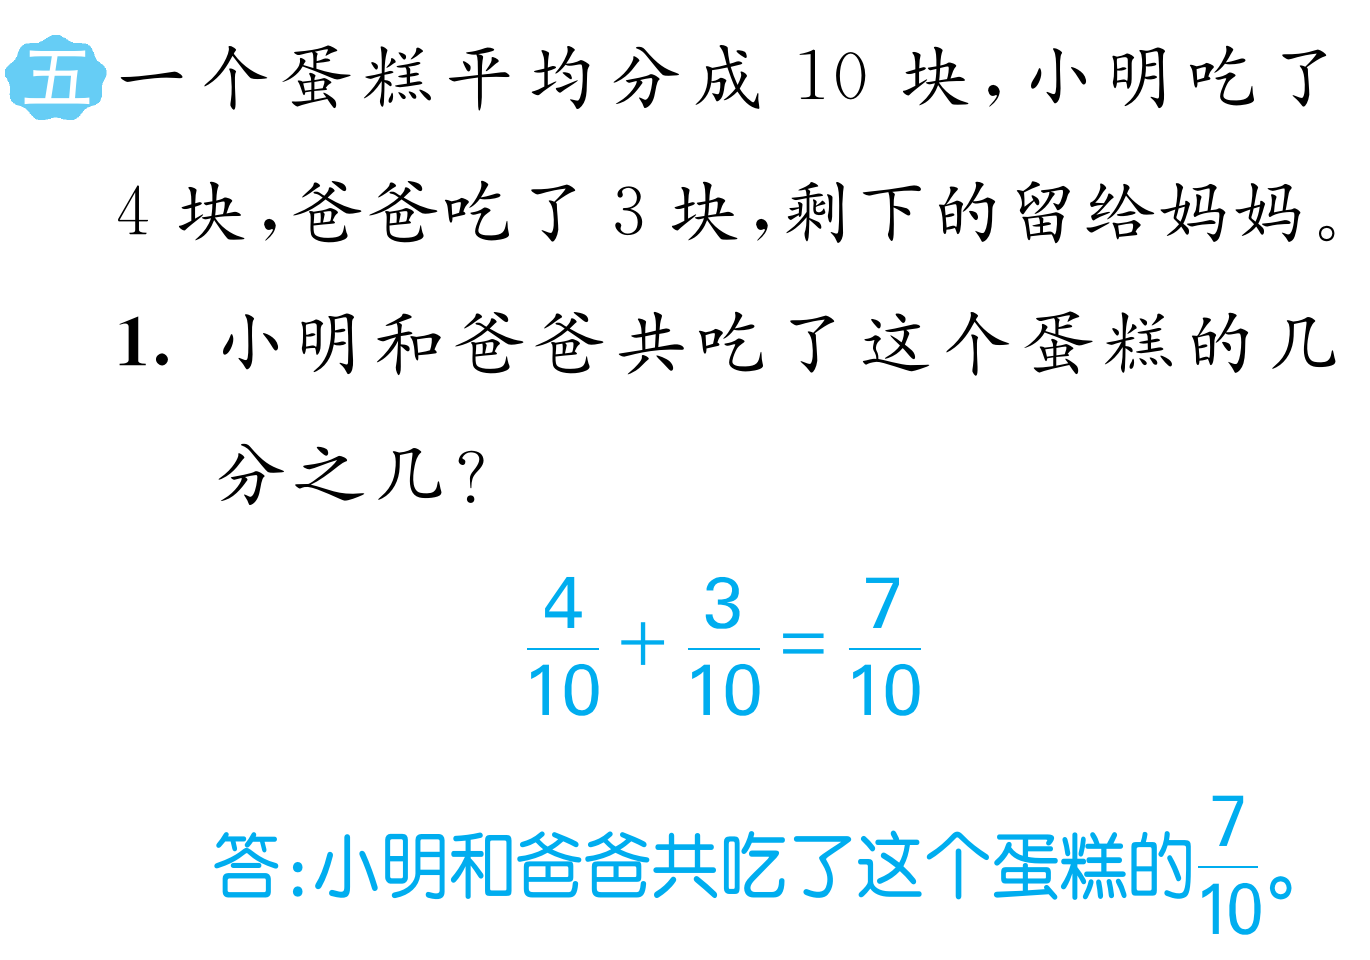 五 一个蛋糕平均分成 10 块,小明吃了
4 块,爸爸吃了 3 块,剩下的留给妈妈。
1. 小明和爸爸共吃了这个蛋糕的几
分之几?
4/10 + 3/10 = 7/10
答:小明和爸爸共吃了这个蛋糕的7/10。